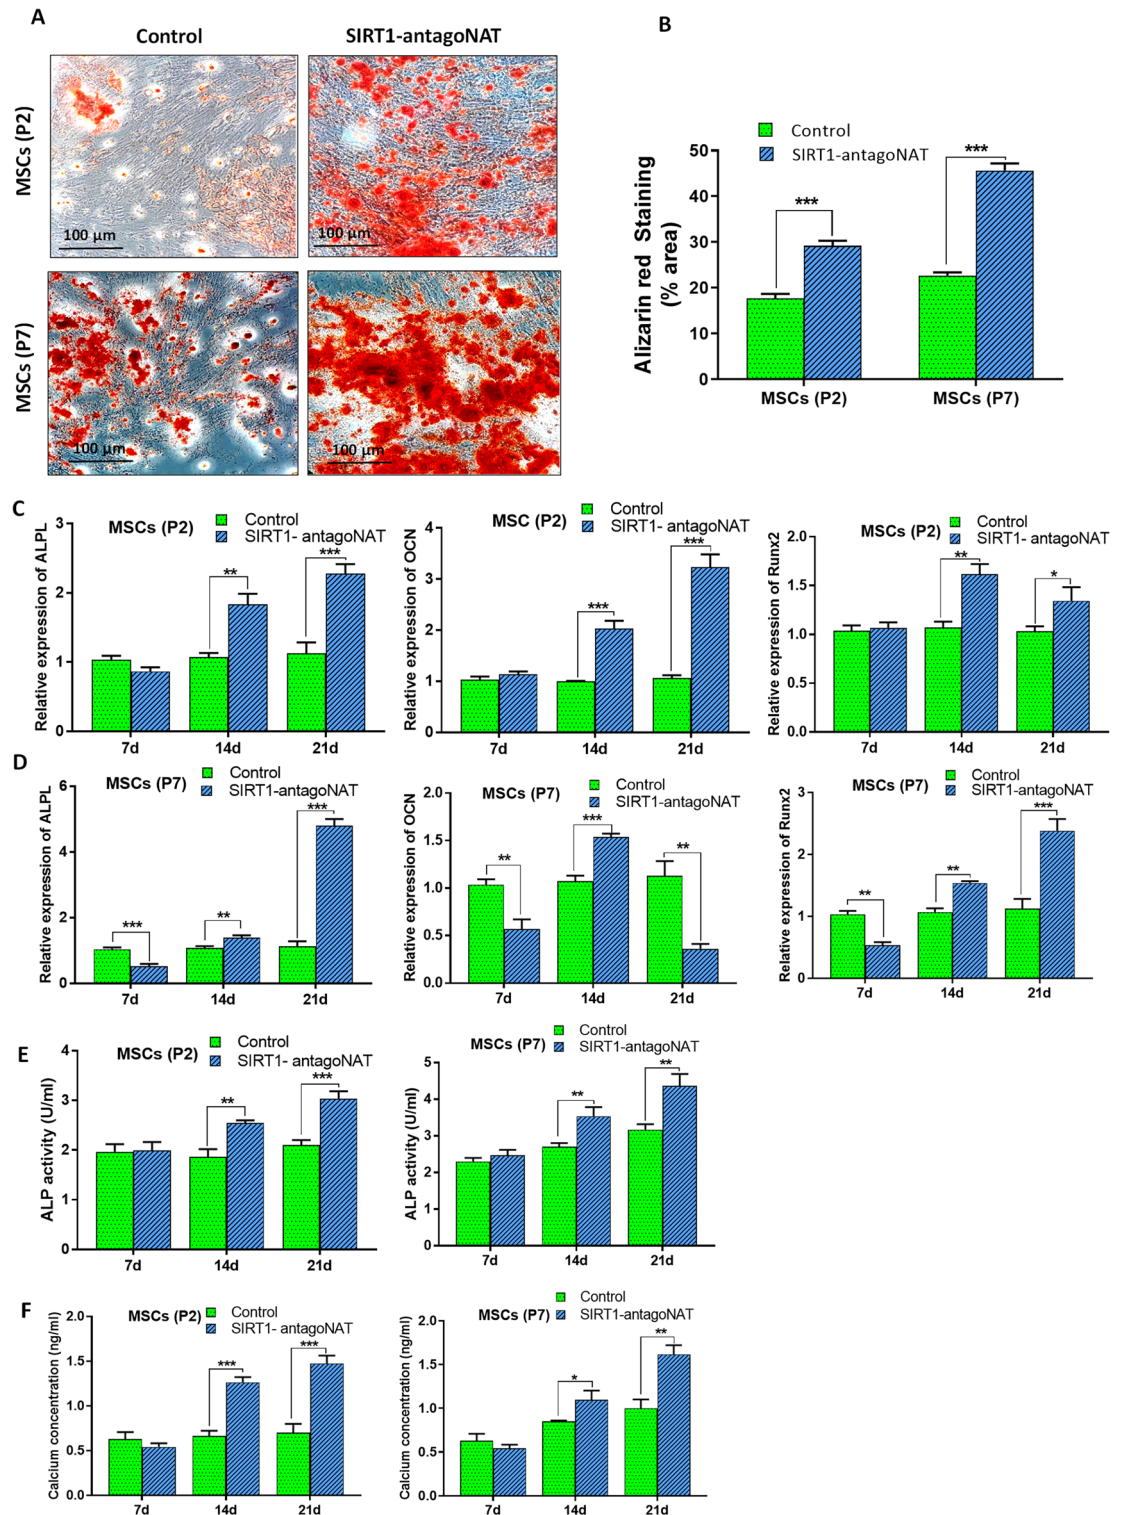 A
Control
SIRT1-antagoNAT
MSCs (P2)
100 µm
100 µm
MSCs (P7)
100 µm
100 µm
B
Control
SIRT1-antagoNAT
Alizarin red Staining
(% area)
50
40
30
20
10
0
***
***
MSCs (P2)
MSCs (P7)
C
MSCs (P2)
Control
SIRT1- antagoNAT
Relative expression of ALPL
3
2
1
0
**
***
7d
14d
21d
MSC (P2)
Control
SIRT1- antagoNAT
Relative expression of OCN
4
3
2
1
0
***
***
7d
14d
21d
MSCs (P2)
Control
SIRT1- antagoNAT
Relative expression of Runx2
2.0
1.5
1.0
0.5
0.0
**
*
7d
14d
21d
D
MSCs (P7)
Control
SIRT1-antagoNAT
Relative expression of ALPL
6
4
2
0
***
**
***
7d
14d
21d
MSCs (P7)
Control
SIRT1-antagoNAT
Relative expression of OCN
2.0
1.5
1.0
0.5
0.0
**
***
**
7d
14d
21d
MSCs (P7)
Control
SIRT1-antagoNAT
Relative expression of Runx2
3
2
1
0
**
**
***
7d
14d
21d
E
MSCs (P2)
Control
SIRT1- antagoNAT
ALP activity (U/ml)
4
3
2
1
0
**
***
7d
14d
21d
MSCs (P7)
Control
SIRT1-antagoNAT
ALP activity (U/ml)
5
4
3
2
1
0
**
**
7d
14d
21d
F
MSCs (P2)
Control
SIRT1- antagoNAT
Calcium concentration (ng/ml)
2.0
1.5
1.0
0.5
0.0
***
***
7d
14d
21d
MSCs (P7)
Control
SIRT1-antagoNAT
Calcium concentration (ng/ml)
2.0
1.5
1.0
0.5
0.0
*
**
7d
14d
21d